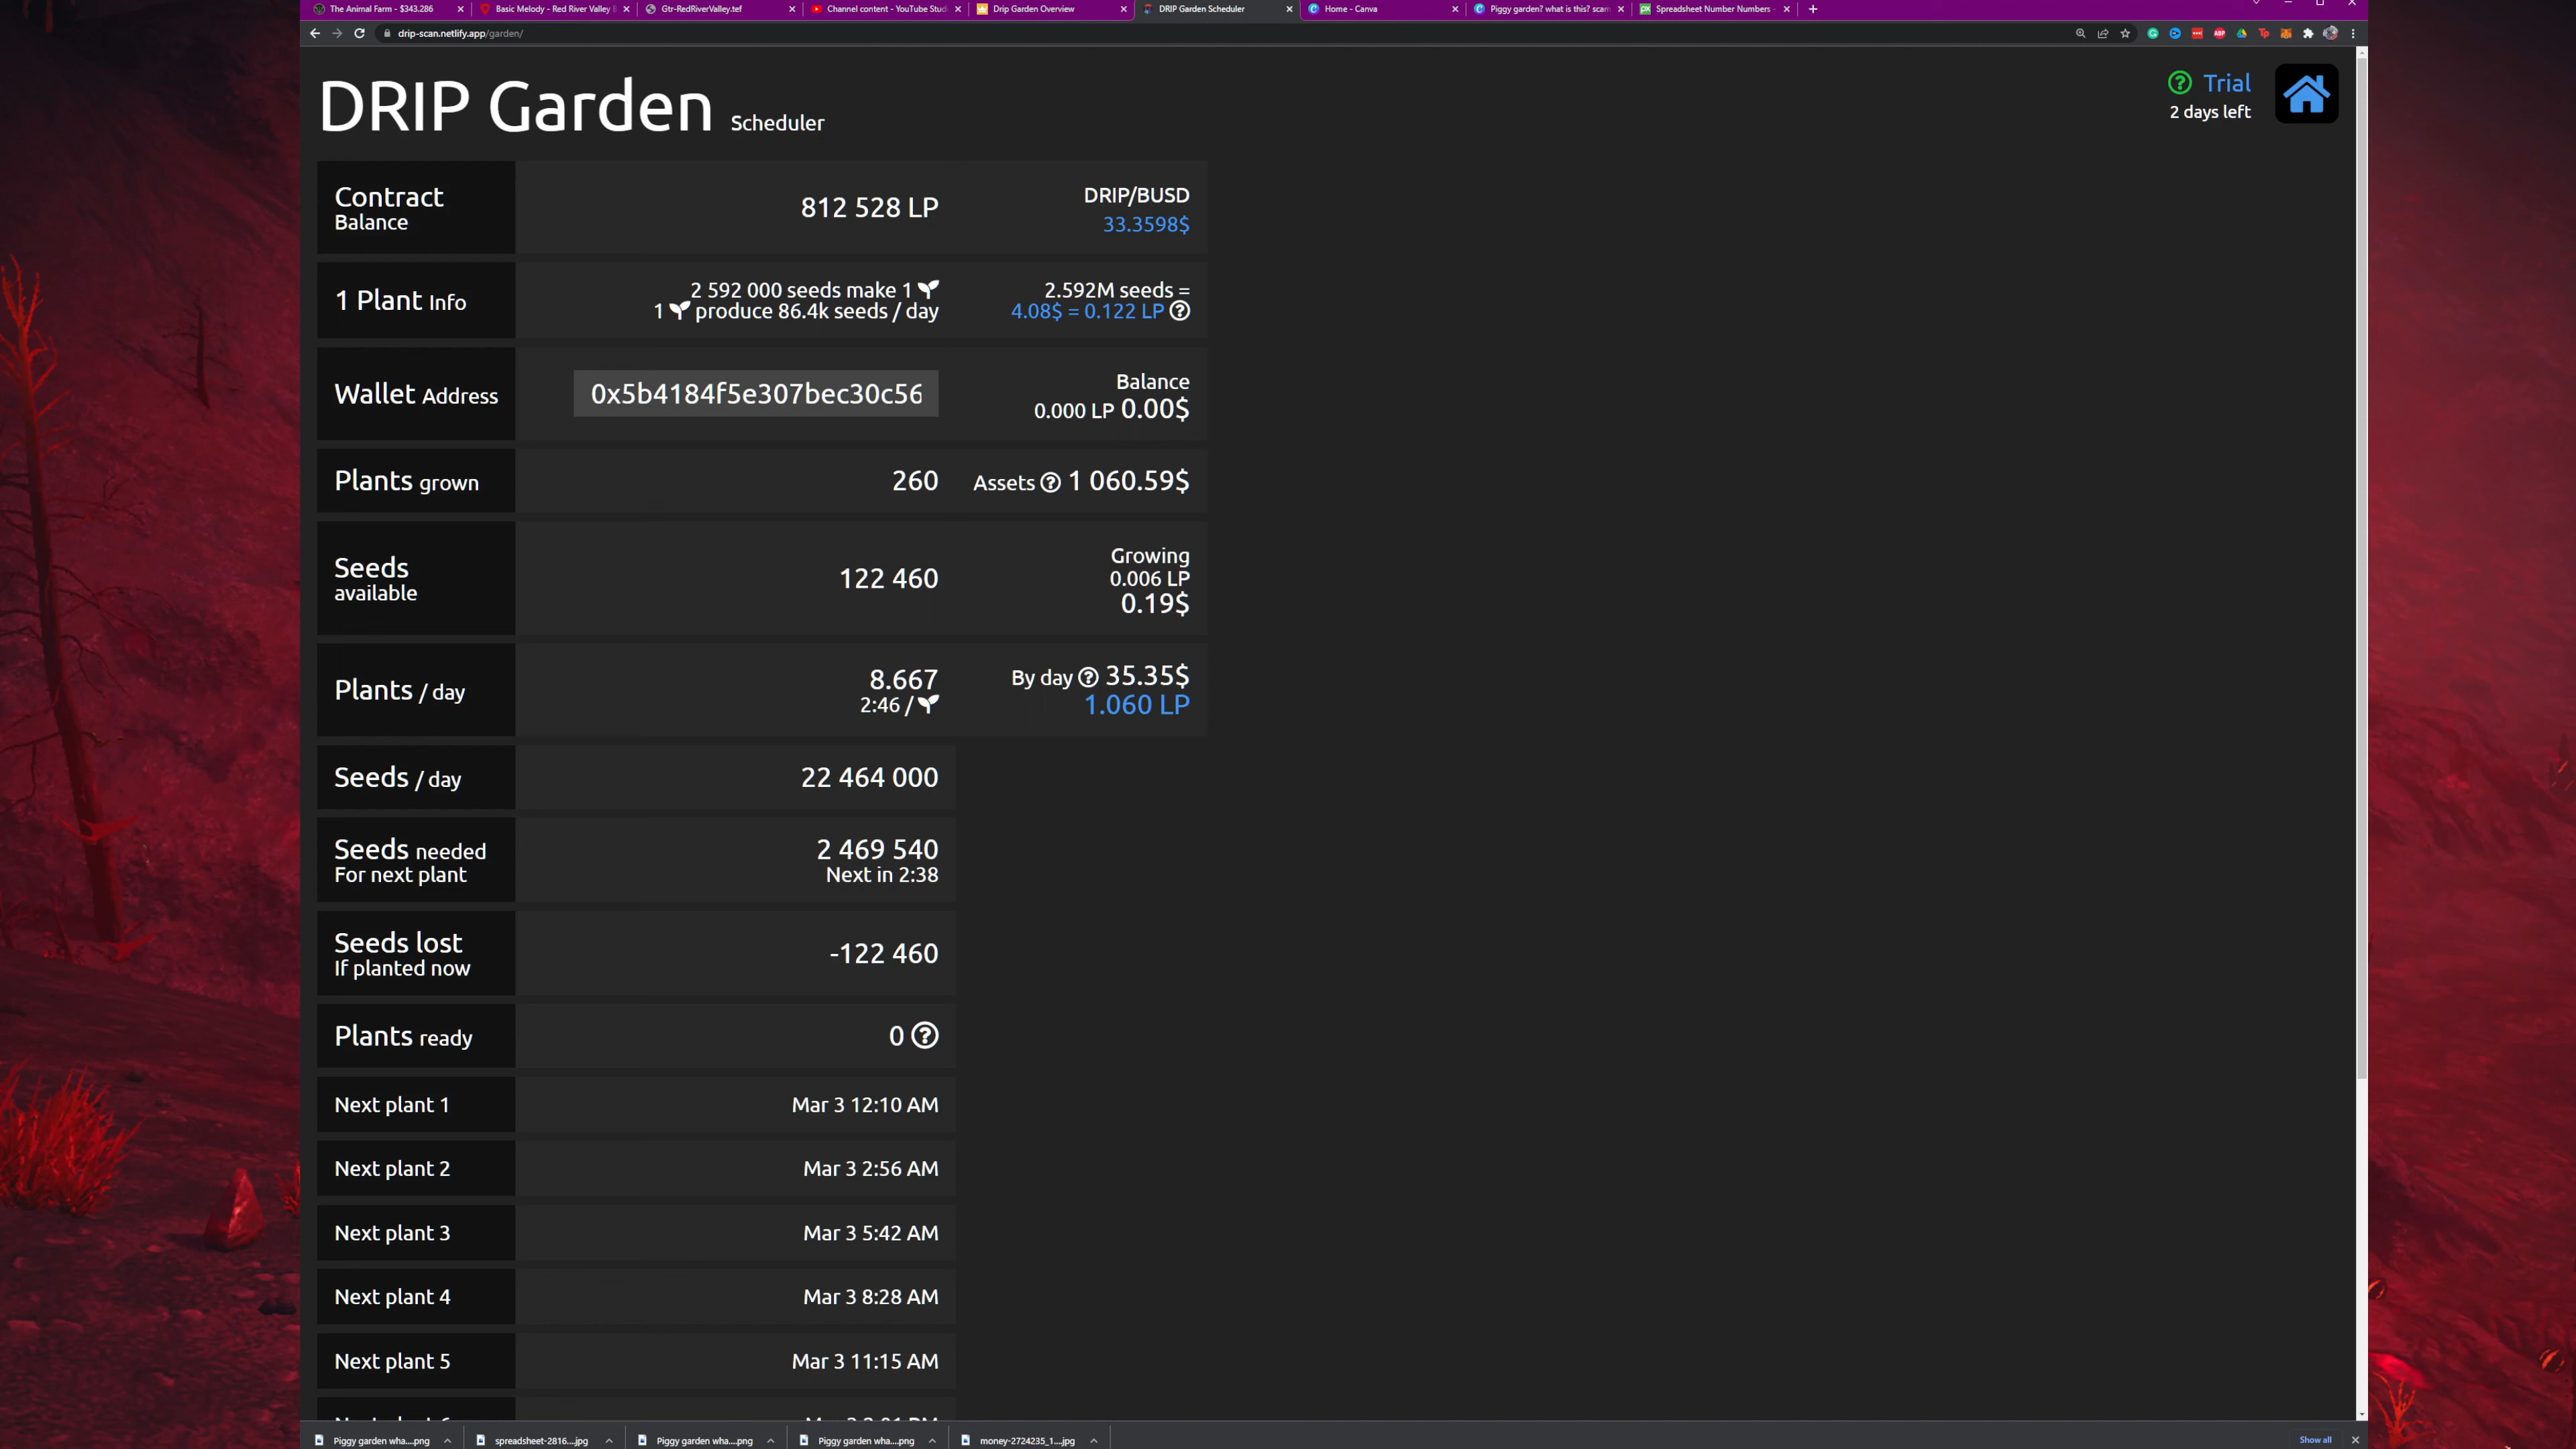 The Animal Farm - $343.286
Basic Melody - Red River Valley
Gtr-RedRiverValley.tef
Channel content - YouTube Stud
Drip Garden Overview
DRIP Garden Scheduler
Home - Canva
Piggy garden? what is this? scam
Spreadsheet Number Numbers -
drip-scan.netlify.app/garden/
DRIP Garden Scheduler
Trial
2 days left
Contract
Balance
812 528 LP
DRIP/BUSD
33.3598$
1 Plant Info
2 592 000 seeds make 1
1 produce 86.4k seeds / day
2.592M seeds =
4.08$ = 0.122 LP ?
Wallet Address
0x5b4184f5e307bec30c56
Balance
0.000 LP 0.00$
Plants grown
260
Assets ? 1 060.59$
Seeds
available
122 460
Growing
0.006 LP
0.19$
Plants / day
8.667
2:46 /
By day ? 35.35$
1.060 LP
Seeds / day
22 464 000
Seeds needed
For next plant
2 469 540
Next in 2:38
Seeds lost
If planted now
-122 460
Plants ready
0 ?
Next plant 1
Mar 3 12:10 AM
Next plant 2
Mar 3 2:56 AM
Next plant 3
Mar 3 5:42 AM
Next plant 4
Mar 3 8:28 AM
Next plant 5
Mar 3 11:15 AM
Piggy garden wha....png
spreadsheet-2816....jpg
Piggy garden wha....png
Piggy garden wha....png
money-2724235_1....jpg
Show all